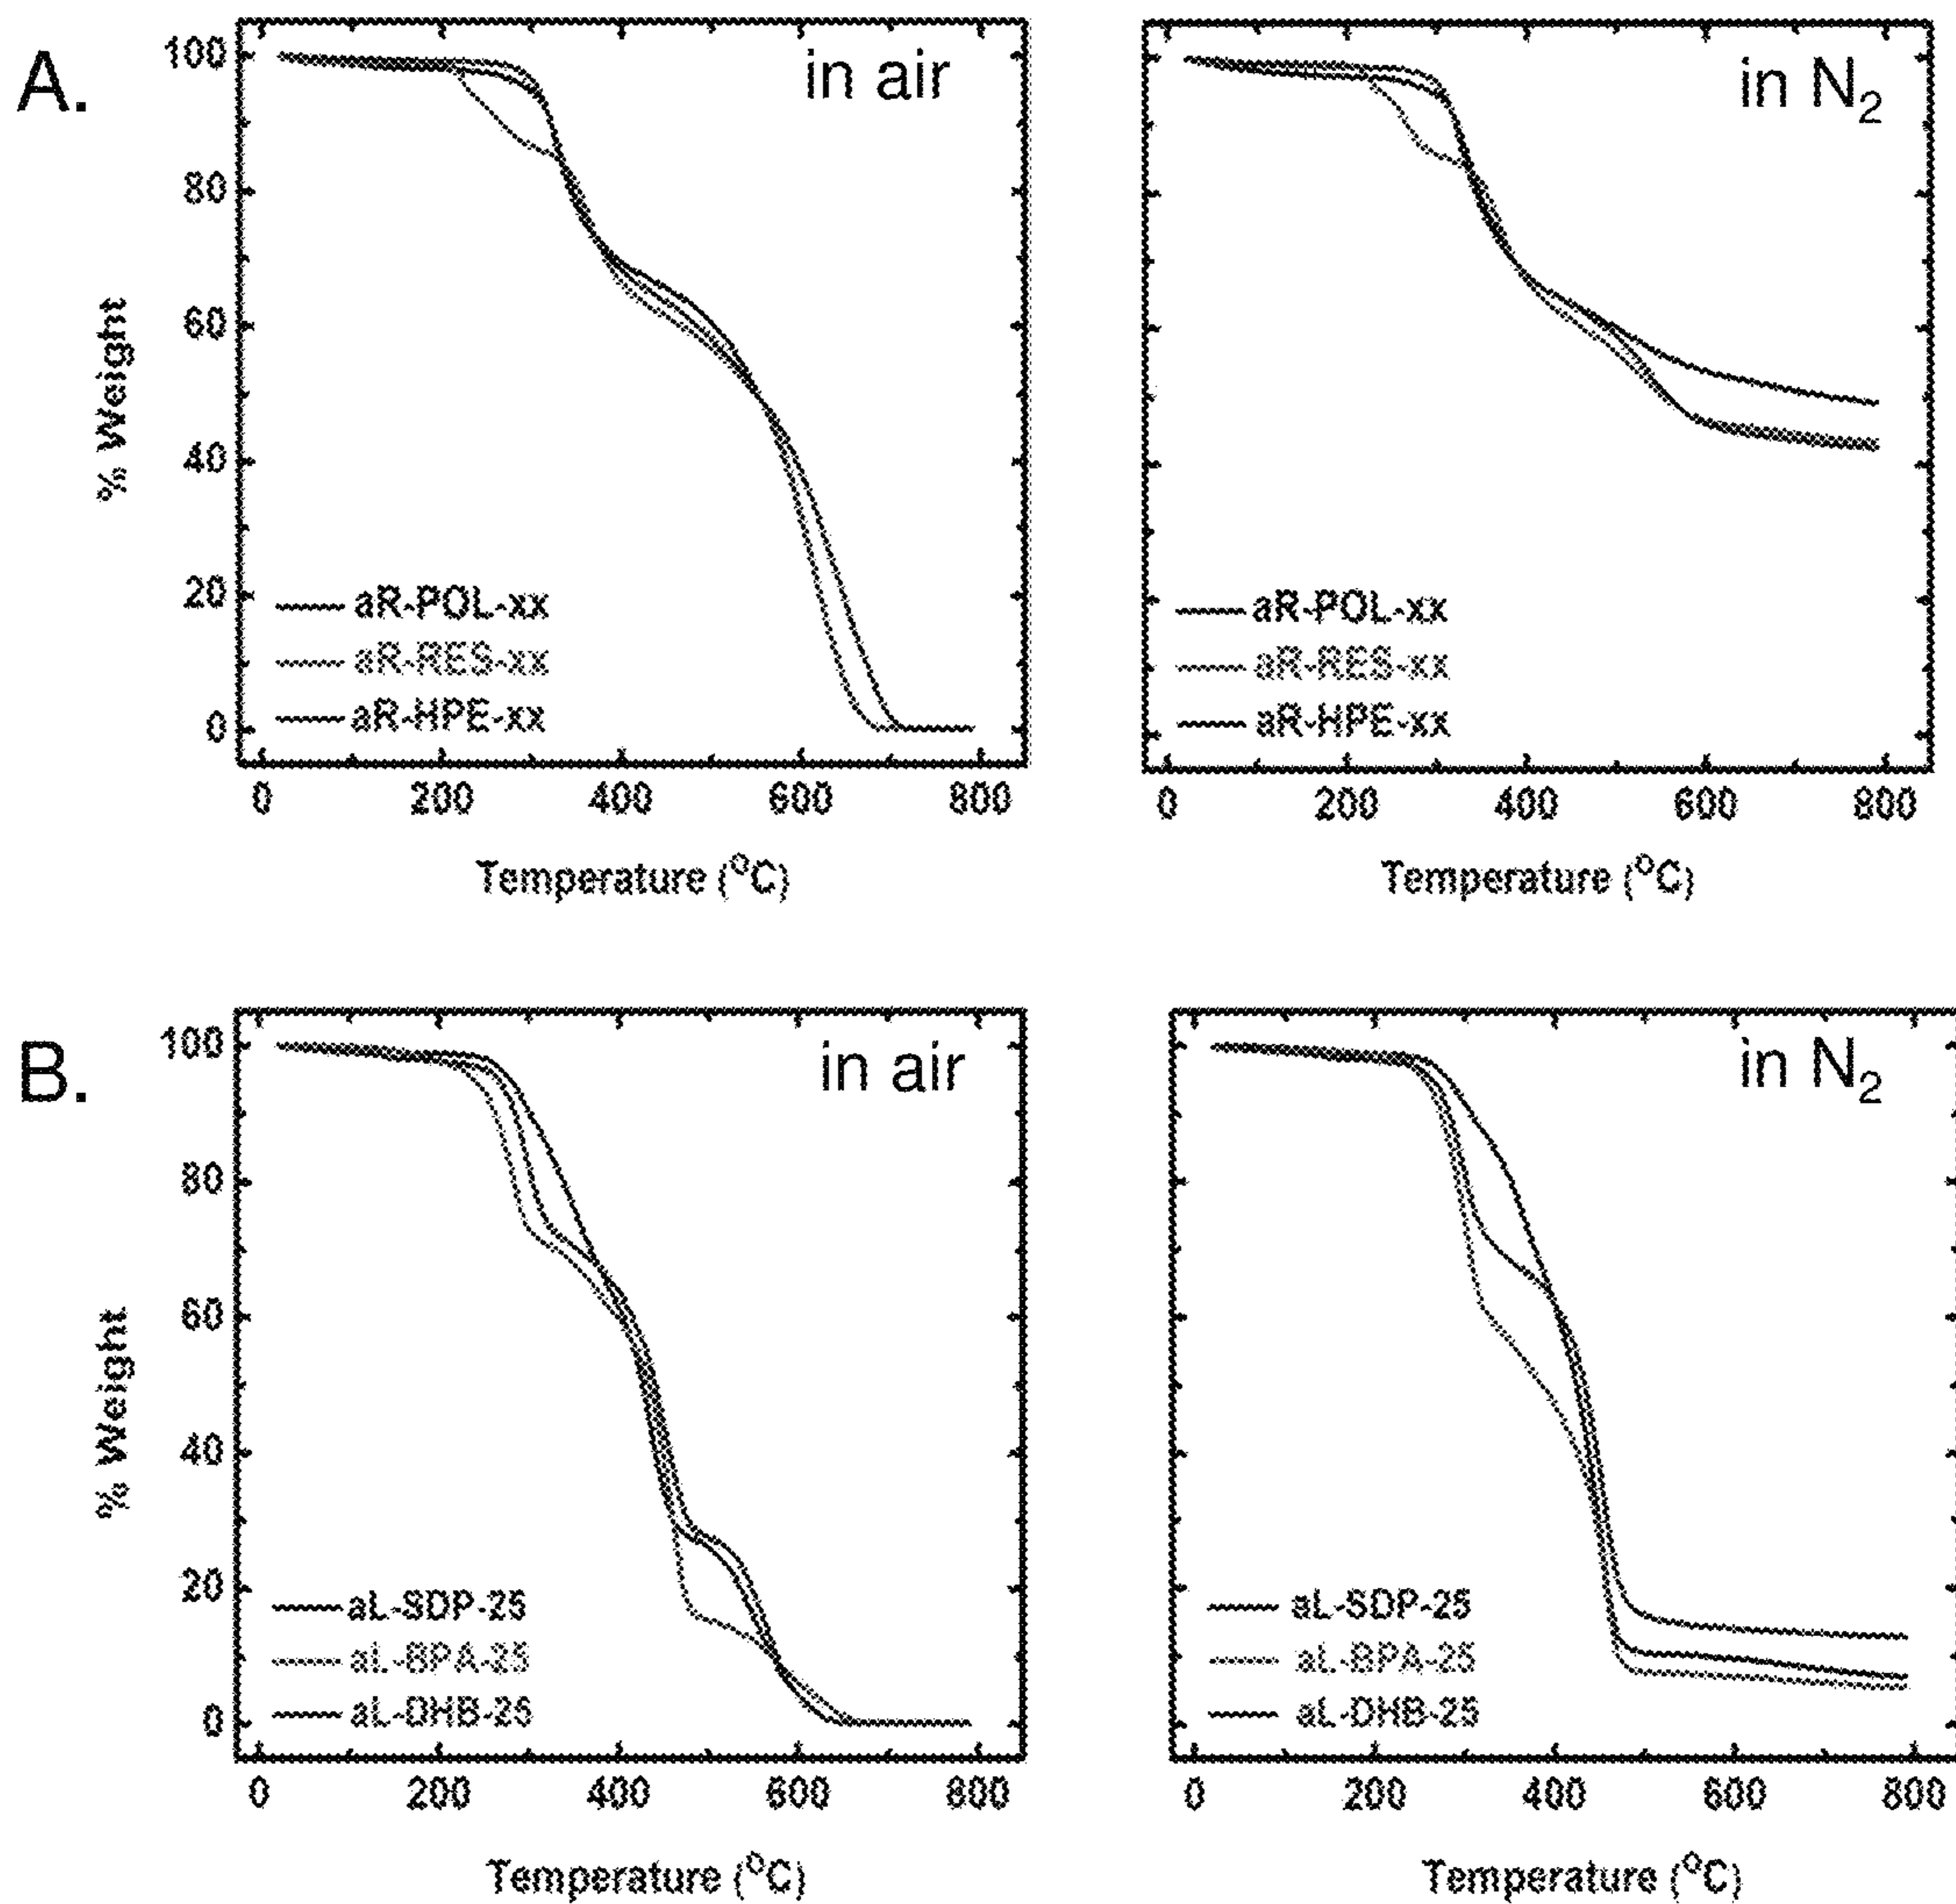 A.
in air
100
80
60
40
20
0
% Weight
aR-POL-xx
aR-RES-xx
aR-HPE-xx
0 200 400 600 800
Temperature (°C)
in N₂
aR-POL-xx
aR-RES-xx
aR-HPE-xx
0 200 400 600 800
Temperature (°C)
B.
in air
100
80
60
40
20
0
% Weight
aL-SDP-25
aL-BPA-25
aL-DHB-25
0 200 400 600 800
Temperature (°C)
in N₂
aL-SDP-25
aL-BPA-25
aL-DHB-25
0 200 400 600 800
Temperature (°C)